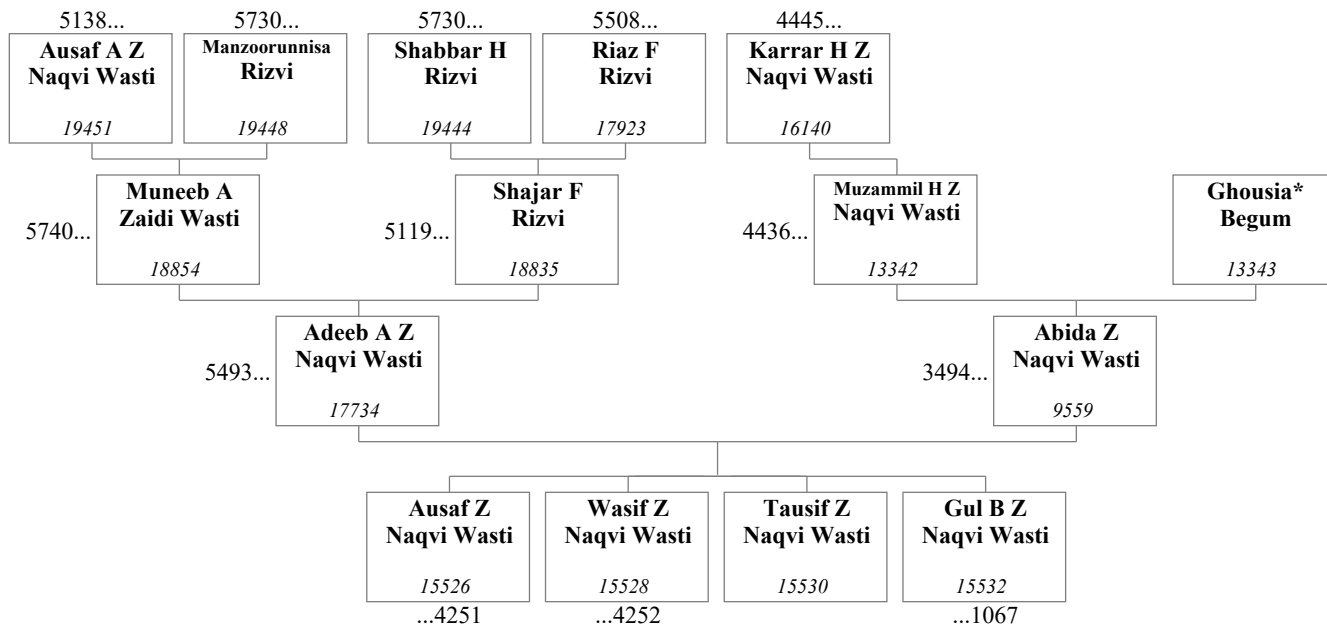 5138... 5730... 5730... 5508... 4445...
Ausaf A Z
Naqvi Wasti
19451
Manzoorunnisa
Rizvi
19448
Shabbar H
Rizvi
19444
Riaz F
Rizvi
17923
Karrar H Z
Naqvi Wasti
16140
5740...
Muneeb A
Zaidi Wasti
18854
5119...
Shajar F
Rizvi
18835
4436...
Muzammil H Z
Naqvi Wasti
13342
Ghousia*
Begum
13343
5493...
Adeeb A Z
Naqvi Wasti
17734
3494...
Abida Z
Naqvi Wasti
9559
Ausaf Z
Naqvi Wasti
15526
...4251
Wasif Z
Naqvi Wasti
15528
...4252
Tausif Z
Naqvi Wasti
15530
Gul B Z
Naqvi Wasti
15532
...1067